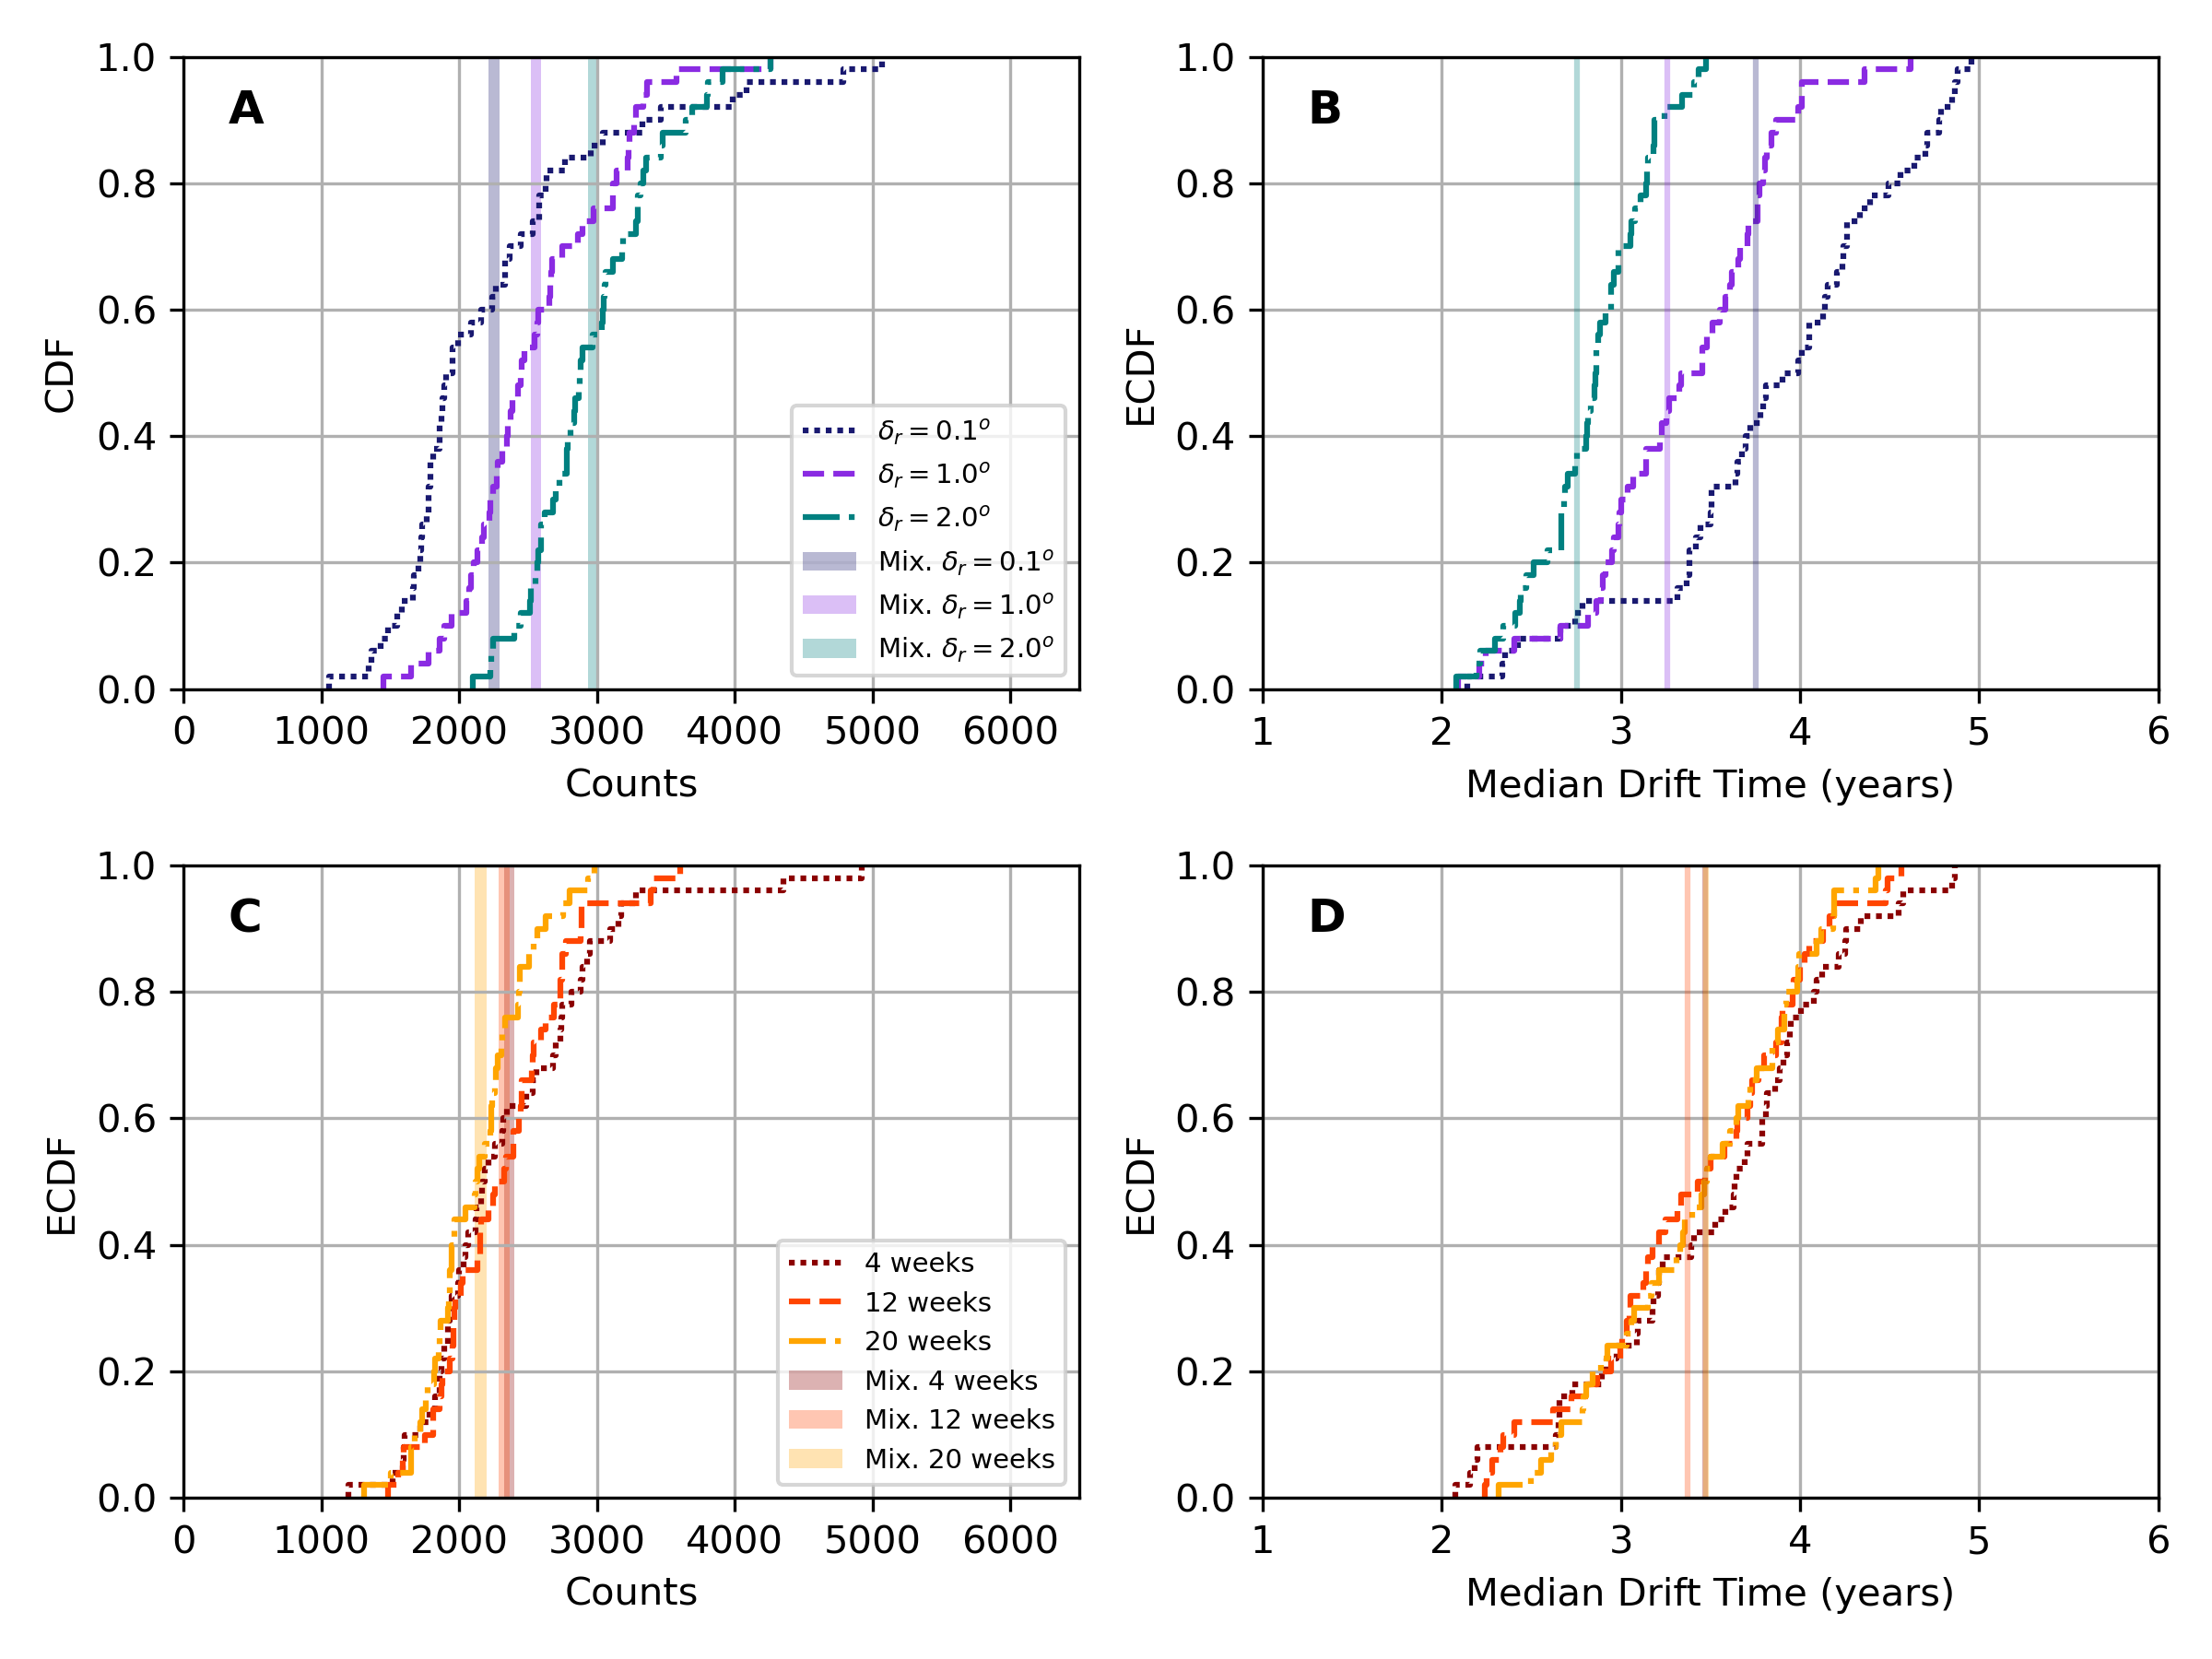 A
1.0
0.8
0.6
0.4
0.2
0.0
CDF
0 1000 2000 3000 4000 5000 6000
Counts
δr = 0.1o
δr = 1.0o
δr = 2.0o
Mix. δr = 0.1o
Mix. δr = 1.0o
Mix. δr = 2.0o
B
1.0
0.8
0.6
0.4
0.2
0.0
ECDF
1 2 3 4 5 6
Median Drift Time (years)
C
1.0
0.8
0.6
0.4
0.2
0.0
ECDF
0 1000 2000 3000 4000 5000 6000
Counts
4 weeks
12 weeks
20 weeks
Mix. 4 weeks
Mix. 12 weeks
Mix. 20 weeks
D
1.0
0.8
0.6
0.4
0.2
0.0
ECDF
1 2 3 4 5 6
Median Drift Time (years)